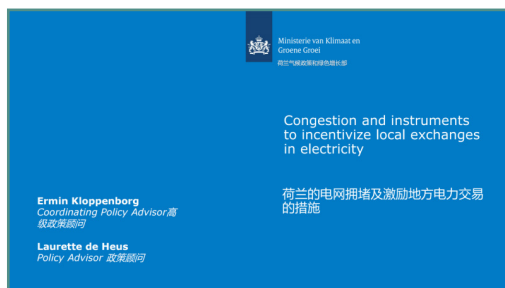 Ministerie van Klimaat en
Groene Groei
荷兰气候政策和绿色增长部
Congestion and instruments
to incentivize local exchanges
in electricity
荷兰的电网拥堵及激励地方电力交易
的措施
Ermin Kloppenborg
Coordinating Policy Advisor高
级政策顾问
Laurette de Heus
Policy Advisor 政策顾问